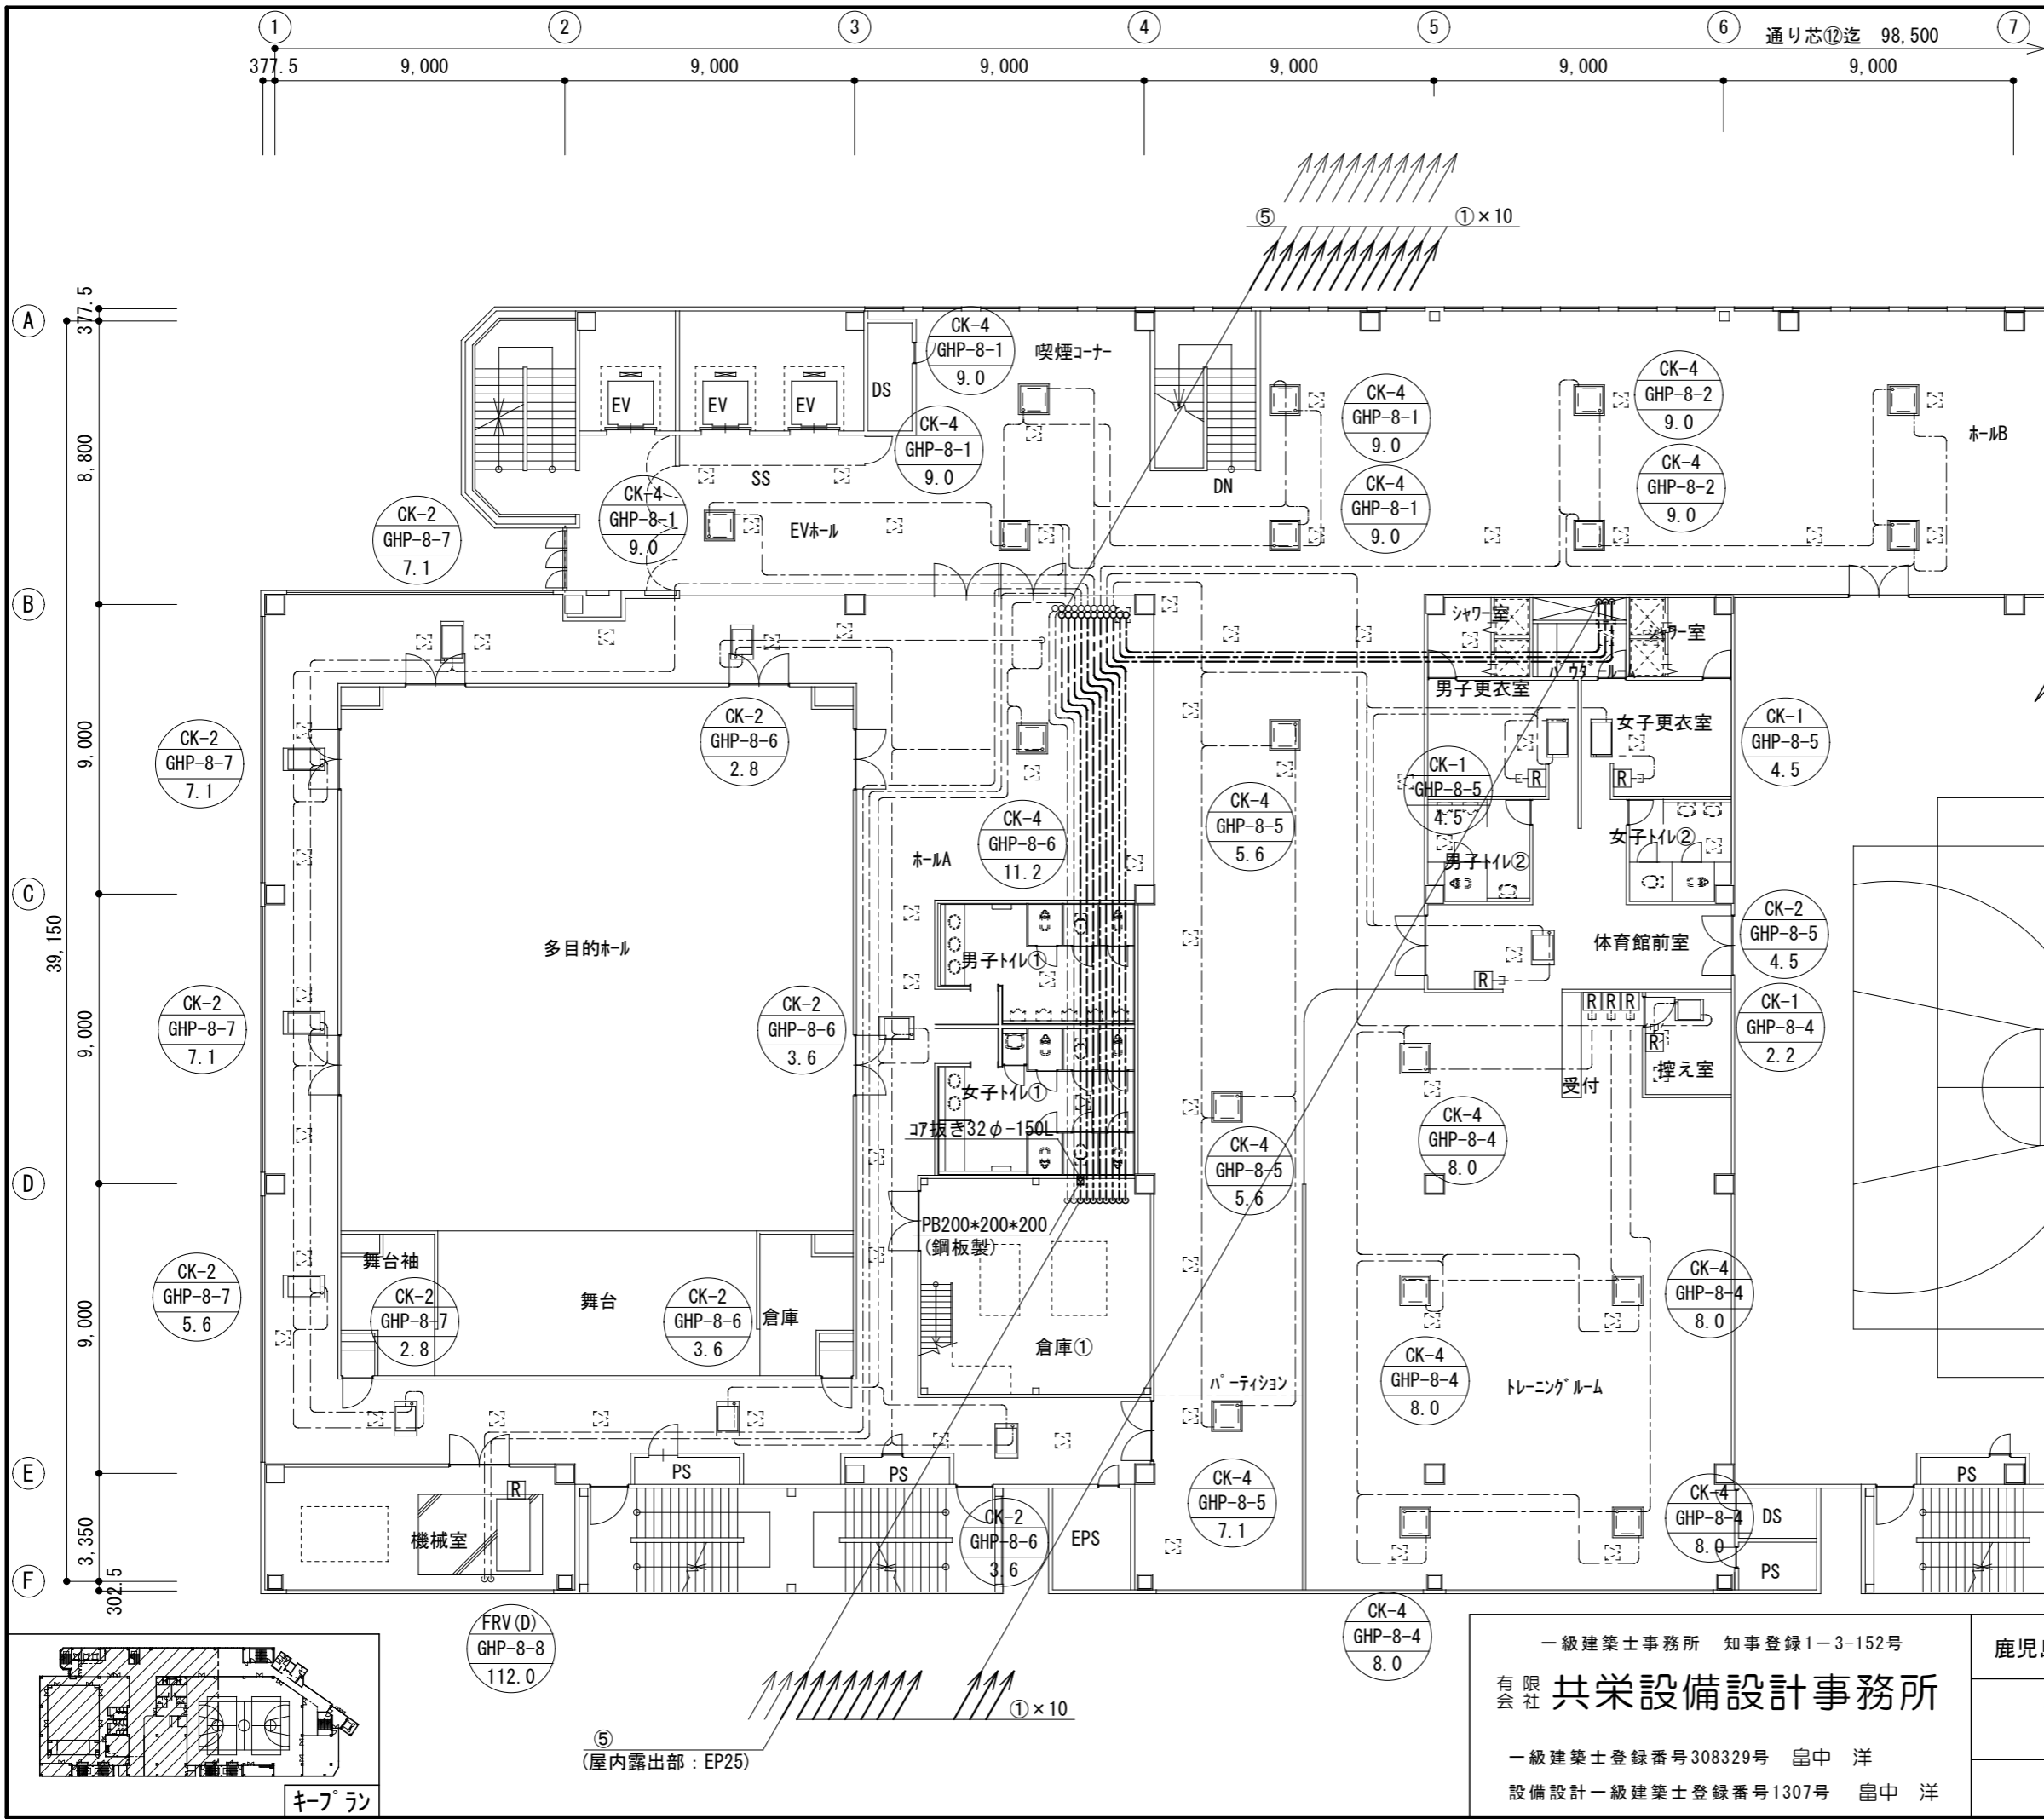 1 2 3 4 5 6 7
通り芯⑫迄 98,500
377.5 9,000 9,000 9,000 9,000 9,000 9,000
⑤ ①×10
A
377.5
8,800
B
9,000
C
39,150
9,000
D
9,000
E
3,350
F
302.5
CK-4
GHP-8-1
9.0
喫煙コーナー
DS
EV EV EV
CK-4
GHP-8-1
9.0
CK-4
GHP-8-1
9.0
CK-4
GHP-8-2
9.0
ホールB
SS
CK-4
GHP-8-1
9.0
EVホール
DN
CK-4
GHP-8-1
9.0
CK-4
GHP-8-2
9.0
CK-2
GHP-8-7
7.1
シャワー室
シャワー室
パウダールーム
男子更衣室
女子更衣室
CK-2
GHP-8-7
7.1
CK-2
GHP-8-6
2.8
CK-1
GHP-8-5
4.5
CK-1
GHP-8-5
4.5
R R
CK-4
GHP-8-6
11.2
CK-4
GHP-8-5
5.6
ホールA
男子トイレ②
女子トイレ②
多目的ホール
男子トイレ①
体育館前室
CK-2
GHP-8-5
4.5
R
R R R
CK-2
GHP-8-7
7.1
CK-2
GHP-8-6
3.6
CK-1
GHP-8-4
2.2
R
女子トイレ①
受付
控え室
コア抜き32φ-150L
CK-4
GHP-8-5
5.6
CK-4
GHP-8-4
8.0
PB200*200*200
(鋼板製)
舞台袖
舞台
倉庫
倉庫①
CK-2
GHP-8-7
5.6
CK-2
GHP-8-7
2.8
CK-2
GHP-8-6
3.6
CK-4
GHP-8-4
8.0
CK-4
GHP-8-4
8.0
パーティション
トレーニングルーム
PS PS PS
R
機械室
CK-2
GHP-8-6
3.6
EPS
CK-4
GHP-8-5
7.1
CK-4
GHP-8-4
8.0
DS
PS
FRV(D)
GHP-8-8
112.0
CK-4
GHP-8-4
8.0
①×10
⑤
(屋内露出部：EP25)
キープラン
一級建築士事務所 知事登録1－3-152号
有限会社 共栄設備設計事務所
一級建築士登録番号308329号 畠中 洋
設備設計一級建築士登録番号1307号 畠中 洋
鹿児島